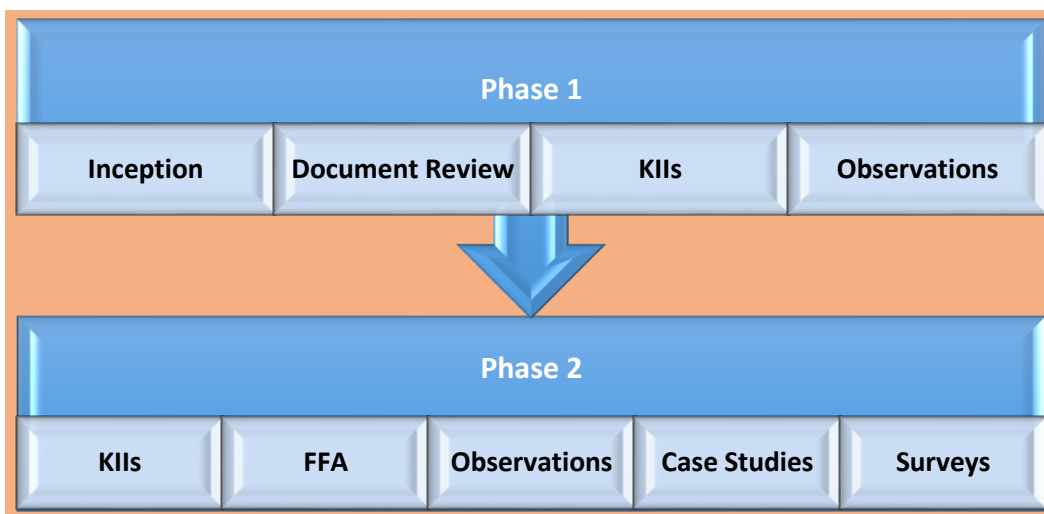 Phase 1
Inception Document Review KIIs Observations
Phase 2
KIIs FFA Observations Case Studies Surveys